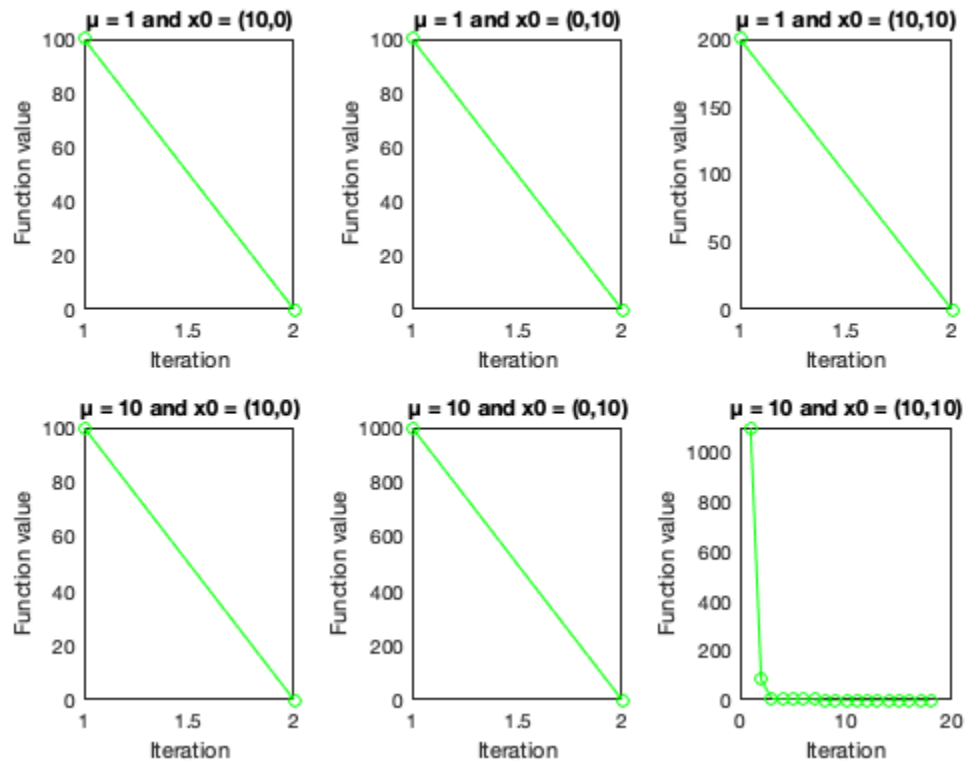 μ = 1 and x0 = (10,0)
100
80
60
40
20
0
Function value
1
1.5
2
Iteration
μ = 1 and x0 = (0,10)
100
80
60
40
20
0
Function value
1
1.5
2
Iteration
μ = 1 and x0 = (10,10)
200
150
100
50
0
Function value
1
1.5
2
Iteration
μ = 10 and x0 = (10,0)
100
80
60
40
20
0
Function value
1
1.5
2
Iteration
μ = 10 and x0 = (0,10)
1000
800
600
400
200
0
Function value
1
1.5
2
Iteration
μ = 10 and x0 = (10,10)
1000
800
600
400
200
0
Function value
0
10
20
Iteration